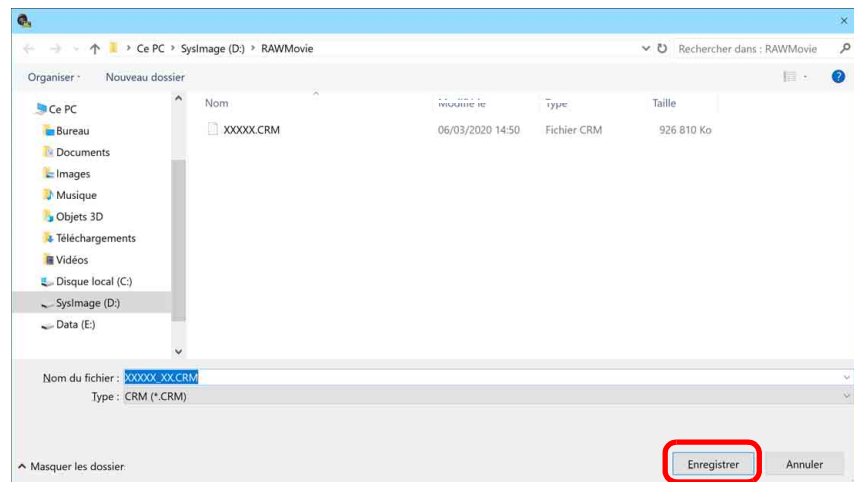 Ce PC > SysImage (D:) > RAWMovie
Rechercher dans : RAWMovie
Organiser
Nouveau dossier
Ce PC
Bureau
Documents
Images
Musique
Objets 3D
Téléchargements
Vidéos
Disque local (C:)
SysImage (D:)
Data (E:)
Nom Modifié le Type Taille
XXXXX.CRM 06/03/2020 14:50 Fichier CRM 926 810 Ko
Nom du fichier : XXXXX_XX.CRM
Type : CRM (*.CRM)
Masquer les dossier
Enregistrer
Annuler